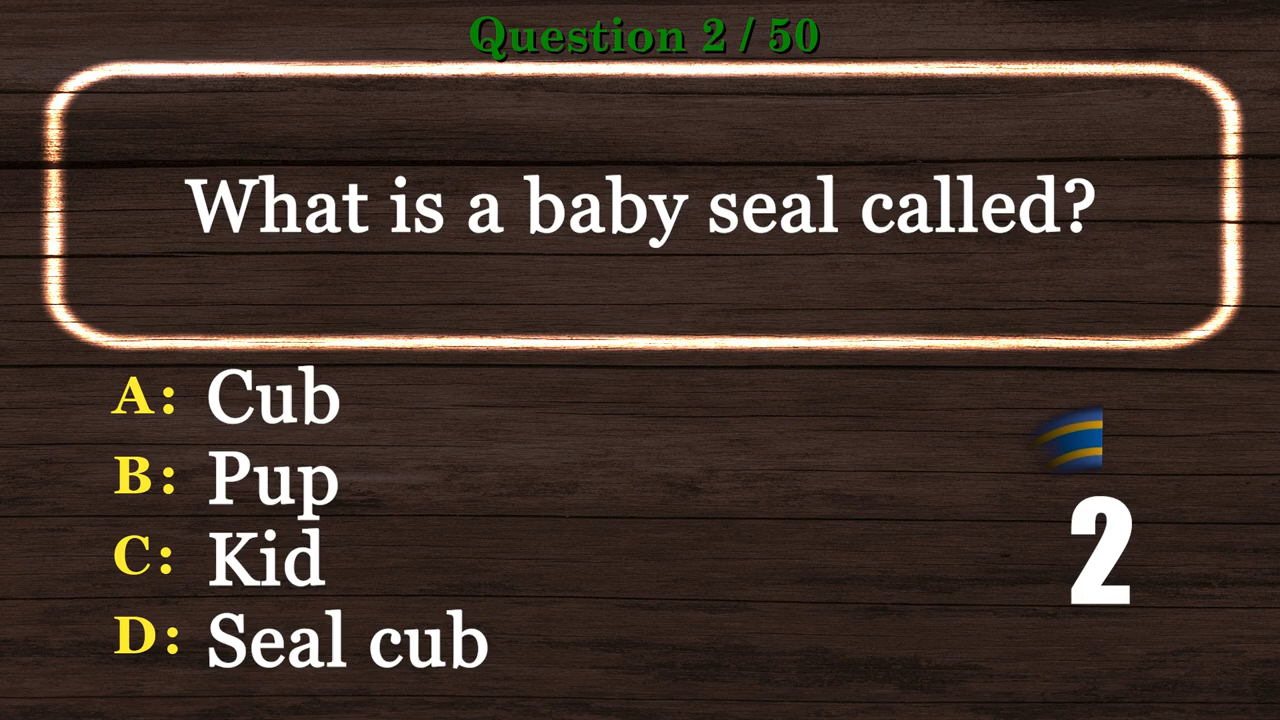 Question 2 / 50
What is a baby seal called?
A: Cub
B: Pup
C: Kid
D: Seal cub
2